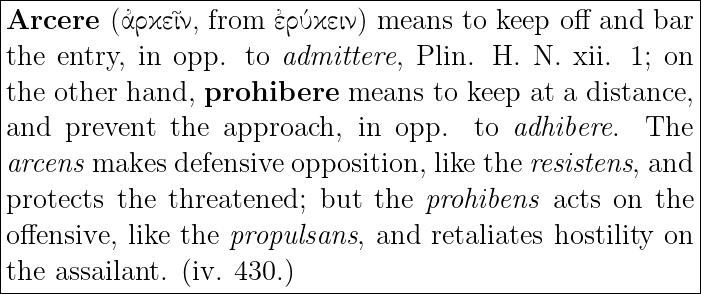 Arcere (ἀρκεῖν, from ἐρύκειν) means to keep off and bar
the entry, in opp. to admittere, Plin. H. N. xii. 1; on
the other hand, prohibere means to keep at a distance,
and prevent the approach, in opp. to adhibere. The
arcens makes defensive opposition, like the resistens, and
protects the threatened; but the prohibens acts on the
offensive, like the propulsans, and retaliates hostility on
the assailant. (iv. 430.)